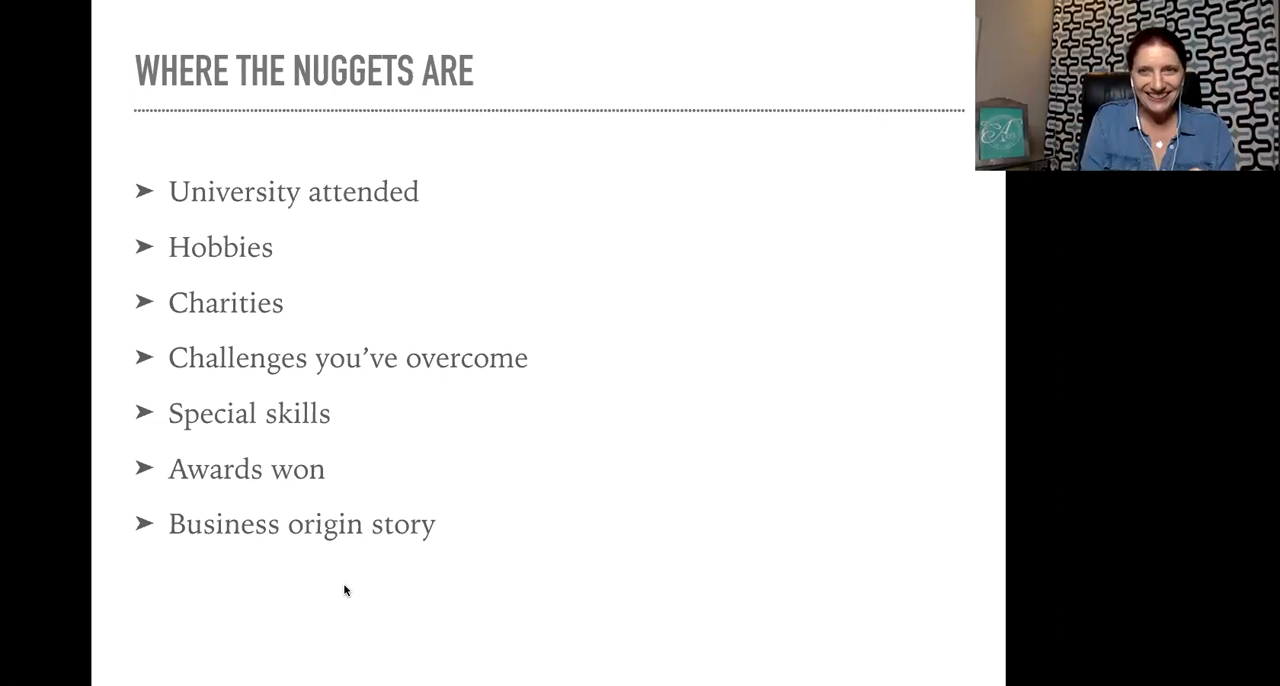 WHERE THE NUGGETS ARE
➤ University attended
➤ Hobbies
➤ Charities
➤ Challenges you’ve overcome
➤ Special skills
➤ Awards won
➤ Business origin story